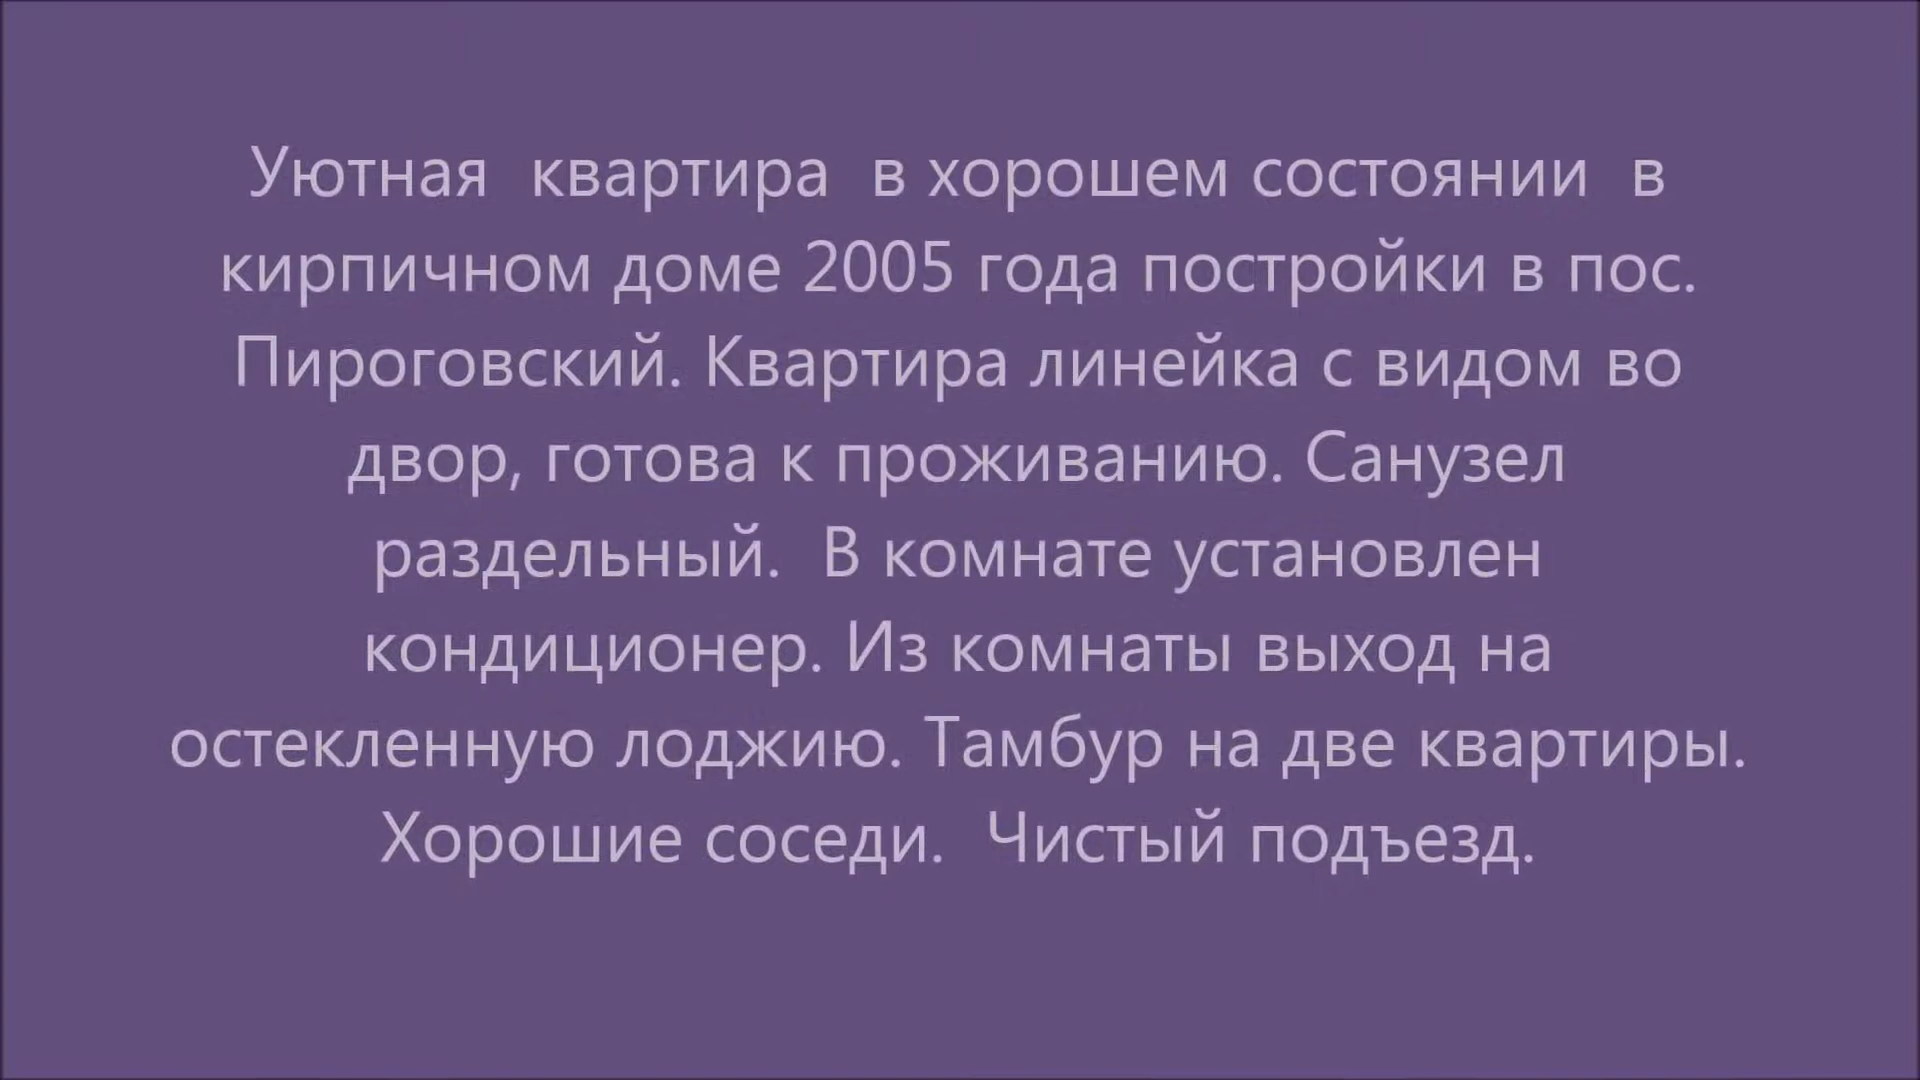 Уютная  квартира  в хорошем состоянии  в
кирпичном доме 2005 года постройки в пос.
Пироговский. Квартира линейка с видом во
двор, готова к проживанию. Санузел
раздельный.  В комнате установлен
кондиционер. Из комнаты выход на
остекленную лоджию. Тамбур на две квартиры.
Хорошие соседи.  Чистый подъезд.